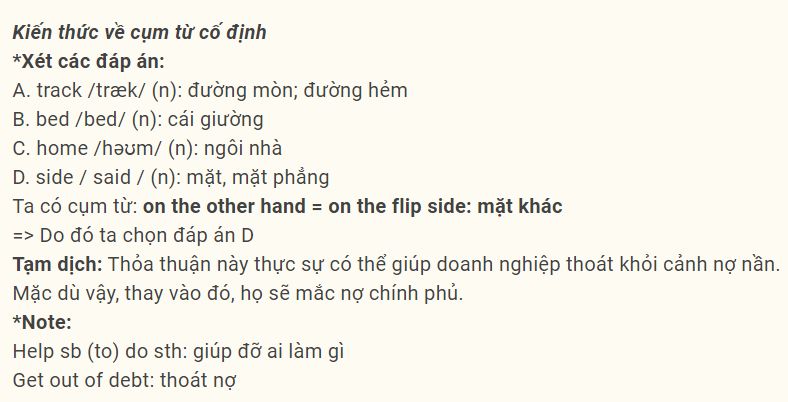 Kiến thức về cụm từ cố định
*Xét các đáp án:
A. track /træk/ (n): đường mòn; đường hẻm
B. bed /bed/ (n): cái giường
C. home /həʊm/ (n): ngôi nhà
D. side / said / (n): mặt, mặt phẳng
Ta có cụm từ: on the other hand = on the flip side: mặt khác
=> Do đó ta chọn đáp án D
Tạm dịch: Thỏa thuận này thực sự có thể giúp doanh nghiệp thoát khỏi cảnh nợ nần.
Mặc dù vậy, thay vào đó, họ sẽ mắc nợ chính phủ.
*Note:
Help sb (to) do sth: giúp đỡ ai làm gì
Get out of debt: thoát nợ